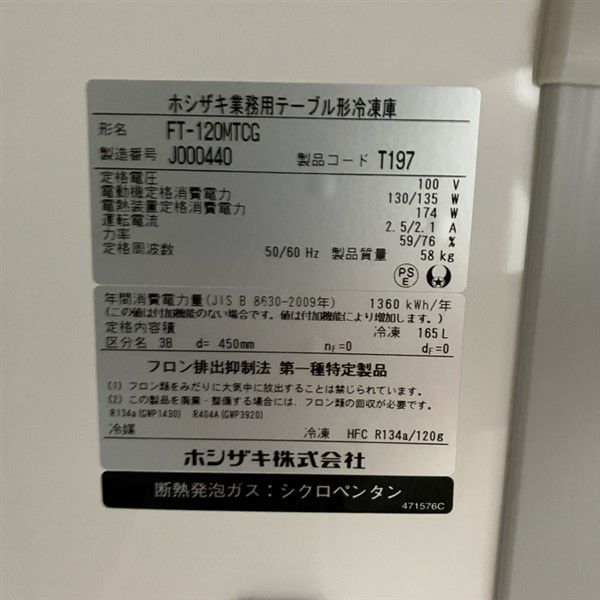 ホシザキ業務用テーブル形冷凍庫
形名 FT-120MTCG
製造番号 J000440 製品コード T197
定格電圧 100 V
電動機定格消費電力 130/135 W
電熱装置定格消費電力 174 W
運転電流 2.5/2.1 A
力率 59/76 %
定格周波数 50/60 Hz 製品質量 58 kg
PSE
年間消費電力量(JIS B 8630-2009年) 1360 kWh/年
(この値は付加機能のない場合です。値は付加機能により増加します。)
定格内容積 冷凍 165 L
区分名 3B d= 450mm nF=0 dF=0
フロン排出抑制法 第一種特定製品
(1) フロン類をみだりに大気中に放出することは禁じられています。
(2) この製品を廃棄・整備する場合には、フロン類の回収が必要です。
R134a(GWP1430) R404A(GWP3920)
冷媒 冷凍 HFC R134a/120g
ホシザキ株式会社
断熱発泡ガス：シクロペンタン
471576C